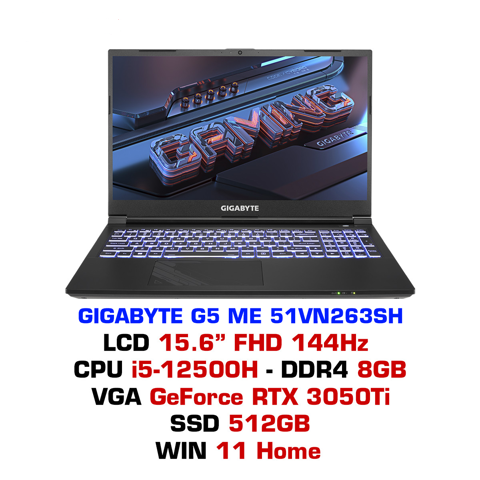 GAMING
GIGABYTE
GIGABYTE
GIGABYTE G5 ME 51VN263SH
LCD 15.6” FHD 144Hz
CPU i5-12500H - DDR4 8GB
VGA GeForce RTX 3050Ti
SSD 512GB
WIN 11 Home